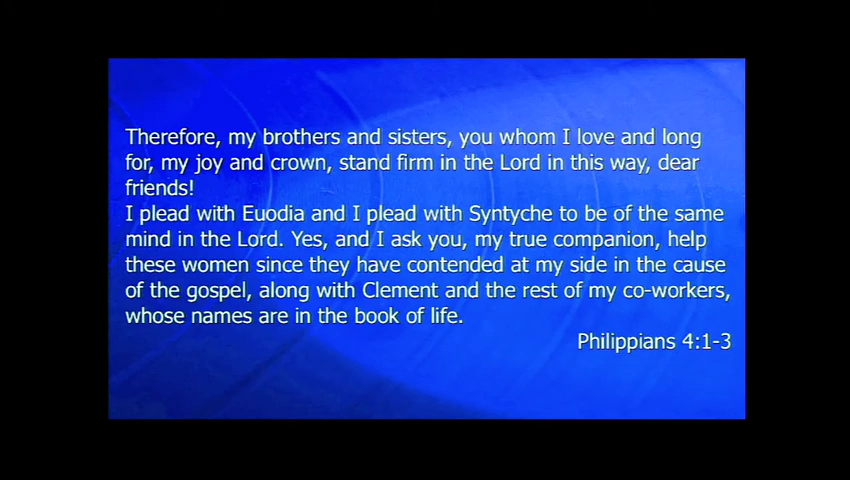 Therefore, my brothers and sisters, you whom I love and long
for, my joy and crown, stand firm in the Lord in this way, dear
friends!
I plead with Euodia and I plead with Syntyche to be of the same
mind in the Lord. Yes, and I ask you, my true companion, help
these women since they have contended at my side in the cause
of the gospel, along with Clement and the rest of my co-workers,
whose names are in the book of life.
Philippians 4:1-3